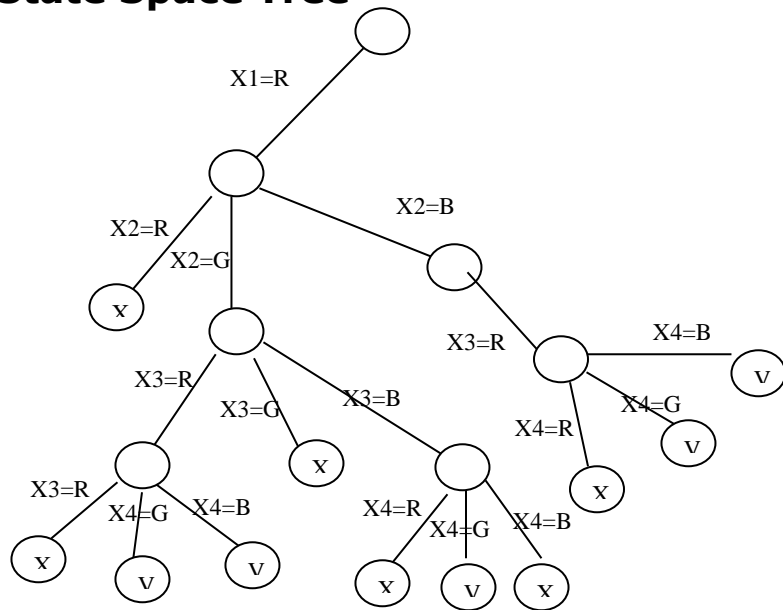 State Space Tree
X1=R
X2=B
X2=R
X2=G
x
X3=R
X4=B
v
X3=R
X3=G
X3=B
X4=G
X4=R
v
x
x
X3=R
X4=G
X4=B
X4=R
X4=G
X4=B
x
v
v
x
v
x